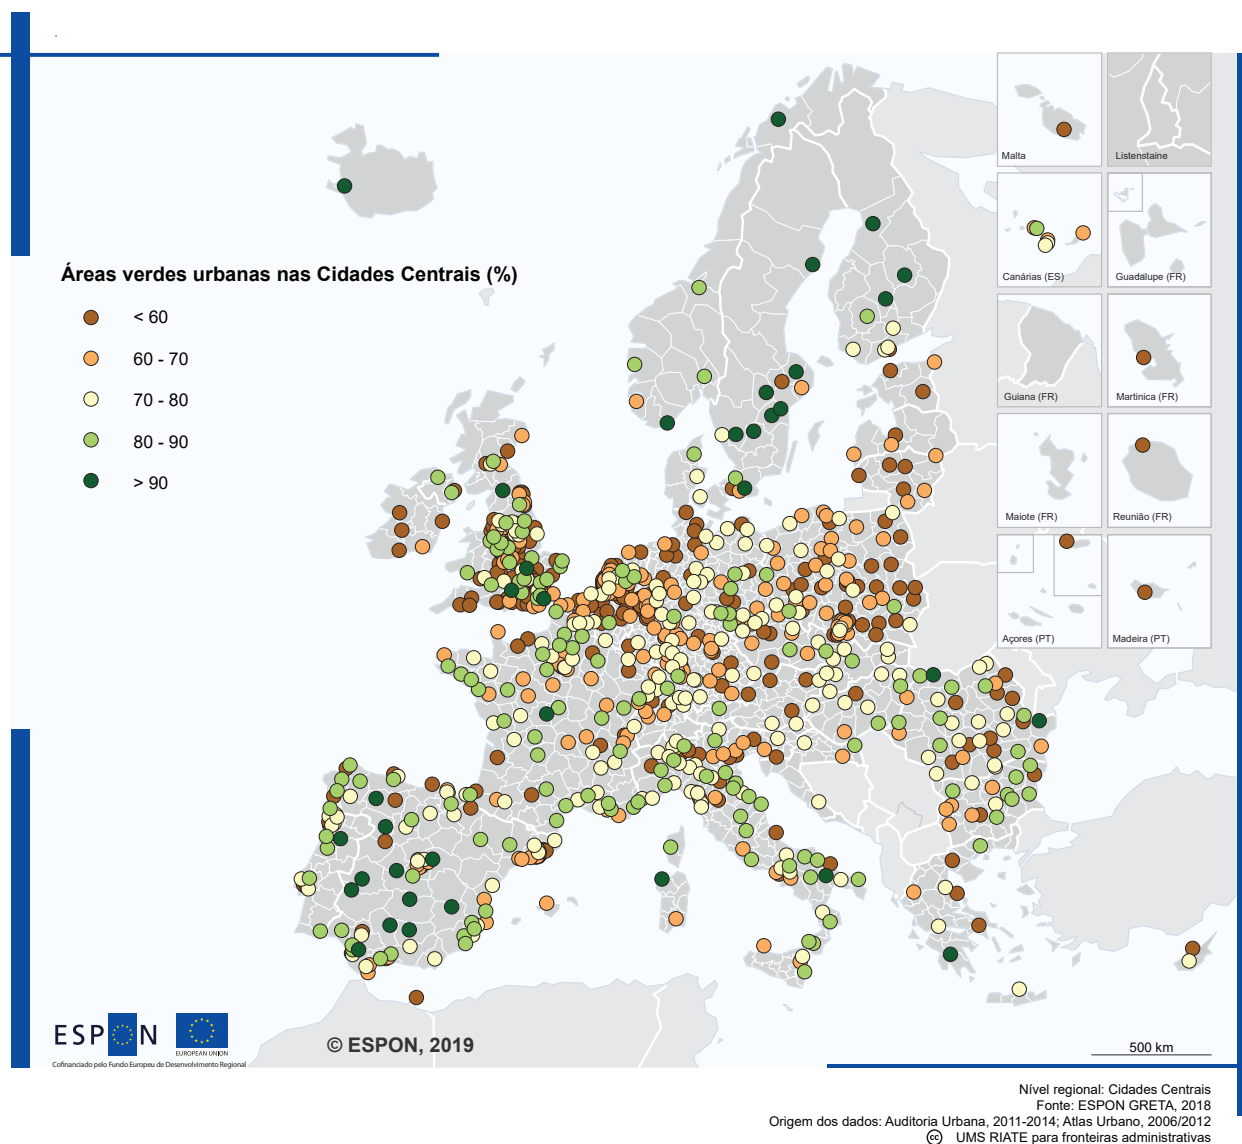 Malta
Listenstaine
Canárias (ES)
Guadalupe (FR)
Áreas verdes urbanas nas Cidades Centrais (%)
< 60
60 - 70
70 - 80
80 - 90
> 90
Guiana (FR)
Martinica (FR)
Maiote (FR)
Reunião (FR)
Açores (PT)
Madeira (PT)
ESPON
EUROPEAN UNION
Cofinanciado pelo Fundo Europeu de Desenvolvimento Regional
© ESPON, 2019
500 km
Nível regional: Cidades Centrais
Fonte: ESPON GRETA, 2018
Origem dos dados: Auditoria Urbana, 2011-2014; Atlas Urbano, 2006/2012
cc UMS RIATE para fronteiras administrativas